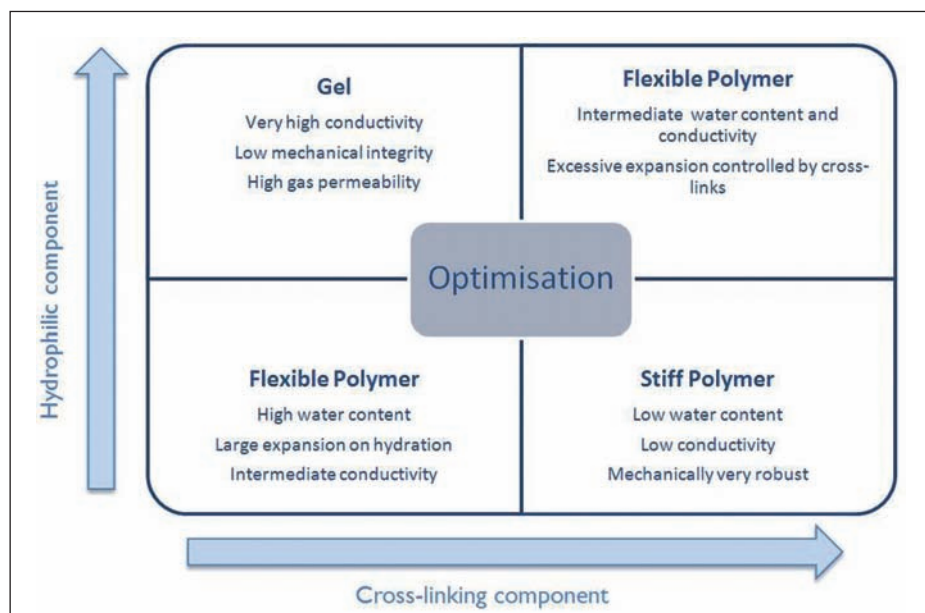 Hydrophilic component
Gel
Very high conductivity
Low mechanical integrity
High gas permeability
Flexible Polymer
Intermediate water content and
conductivity
Excessive expansion controlled by cross-
links
Optimisation
Flexible Polymer
High water content
Large expansion on hydration
Intermediate conductivity
Stiff Polymer
Low water content
Low conductivity
Mechanically very robust
Cross-linking component